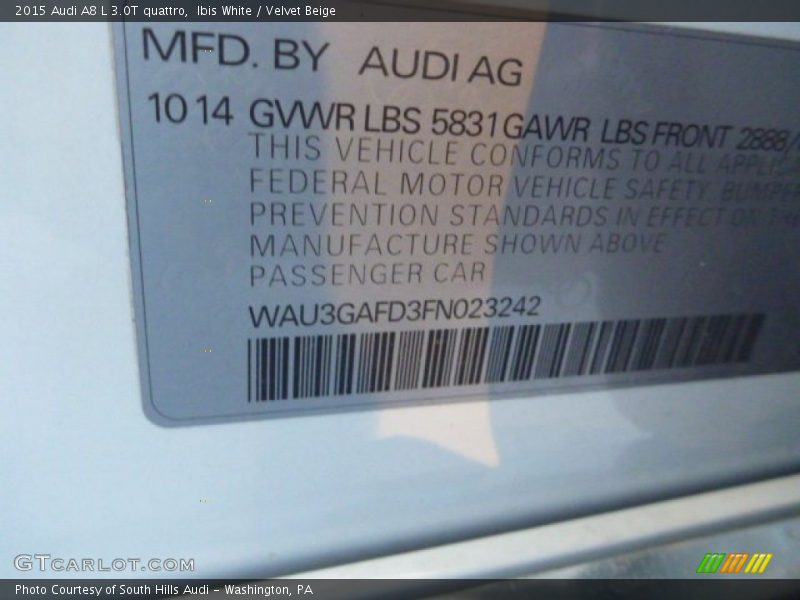 2015 Audi A8 L 3.0T quattro,  Ibis White / Velvet Beige
MFD. BY AUDI AG
10 14 GVWR LBS 5831 GAWR LBS FRONT 2888/
THIS VEHICLE CONFORMS TO ALL APPLIC
FEDERAL MOTOR VEHICLE SAFETY, BUMPER
PREVENTION STANDARDS IN EFFECT ON THE
MANUFACTURE SHOWN ABOVE
PASSENGER CAR
WAU3GAFD3FN023242
GTCARLOT.COM
Photo Courtesy of South Hills Audi - Washington, PA